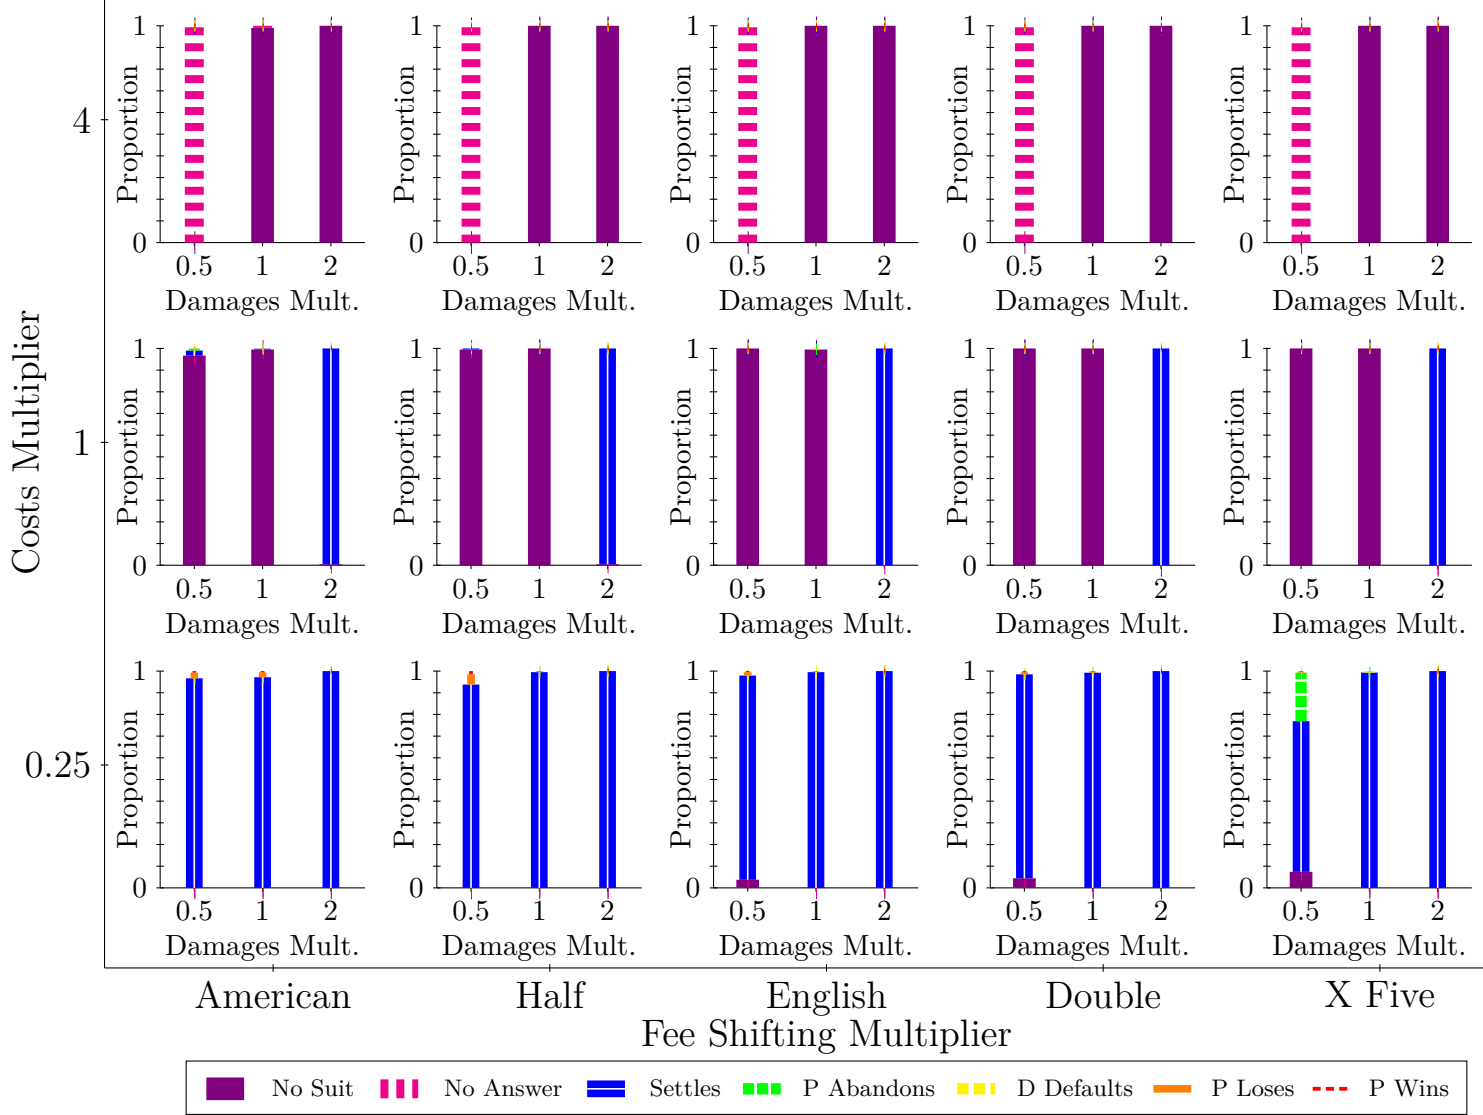 1 1 1 1 1
Proportion Proportion Proportion Proportion Proportion
4
0 0 0 0 0
0.5 1 2 0.5 1 2 0.5 1 2 0.5 1 2 0.5 1 2
Damages Mult. Damages Mult. Damages Mult. Damages Mult. Damages Mult.
Costs Multiplier
1 1 1 1 1
Proportion Proportion Proportion Proportion Proportion
1
0 0 0 0 0
0.5 1 2 0.5 1 2 0.5 1 2 0.5 1 2 0.5 1 2
Damages Mult. Damages Mult. Damages Mult. Damages Mult. Damages Mult.
1 1 1 1 1
Proportion Proportion Proportion Proportion Proportion
0.25
0 0 0 0 0
0.5 1 2 0.5 1 2 0.5 1 2 0.5 1 2 0.5 1 2
Damages Mult. Damages Mult. Damages Mult. Damages Mult. Damages Mult.
American Half English Double X Five
Fee Shifting Multiplier
No Suit No Answer Settles P Abandons D Defaults P Loses P Wins